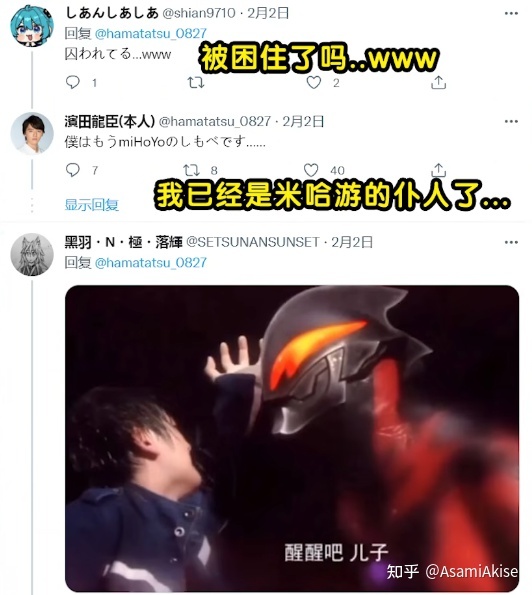 しあんしあしあ @shian9710 · 2月2日
回复 @hamatatsu_0827
囚われてる...www
被困住了吗..www
1
2
濱田龍臣(本人) @hamatatsu_0827 · 2月2日
僕はもうmiHoYoのしもべです......
7
8
40
显示回复
我已经是米哈游的仆人了...
黑羽・N・極・落輝 @SETSUNANSUNSET · 2月2日
回复 @hamatatsu_0827
醒醒吧 儿子
知乎 @AsamiAkise